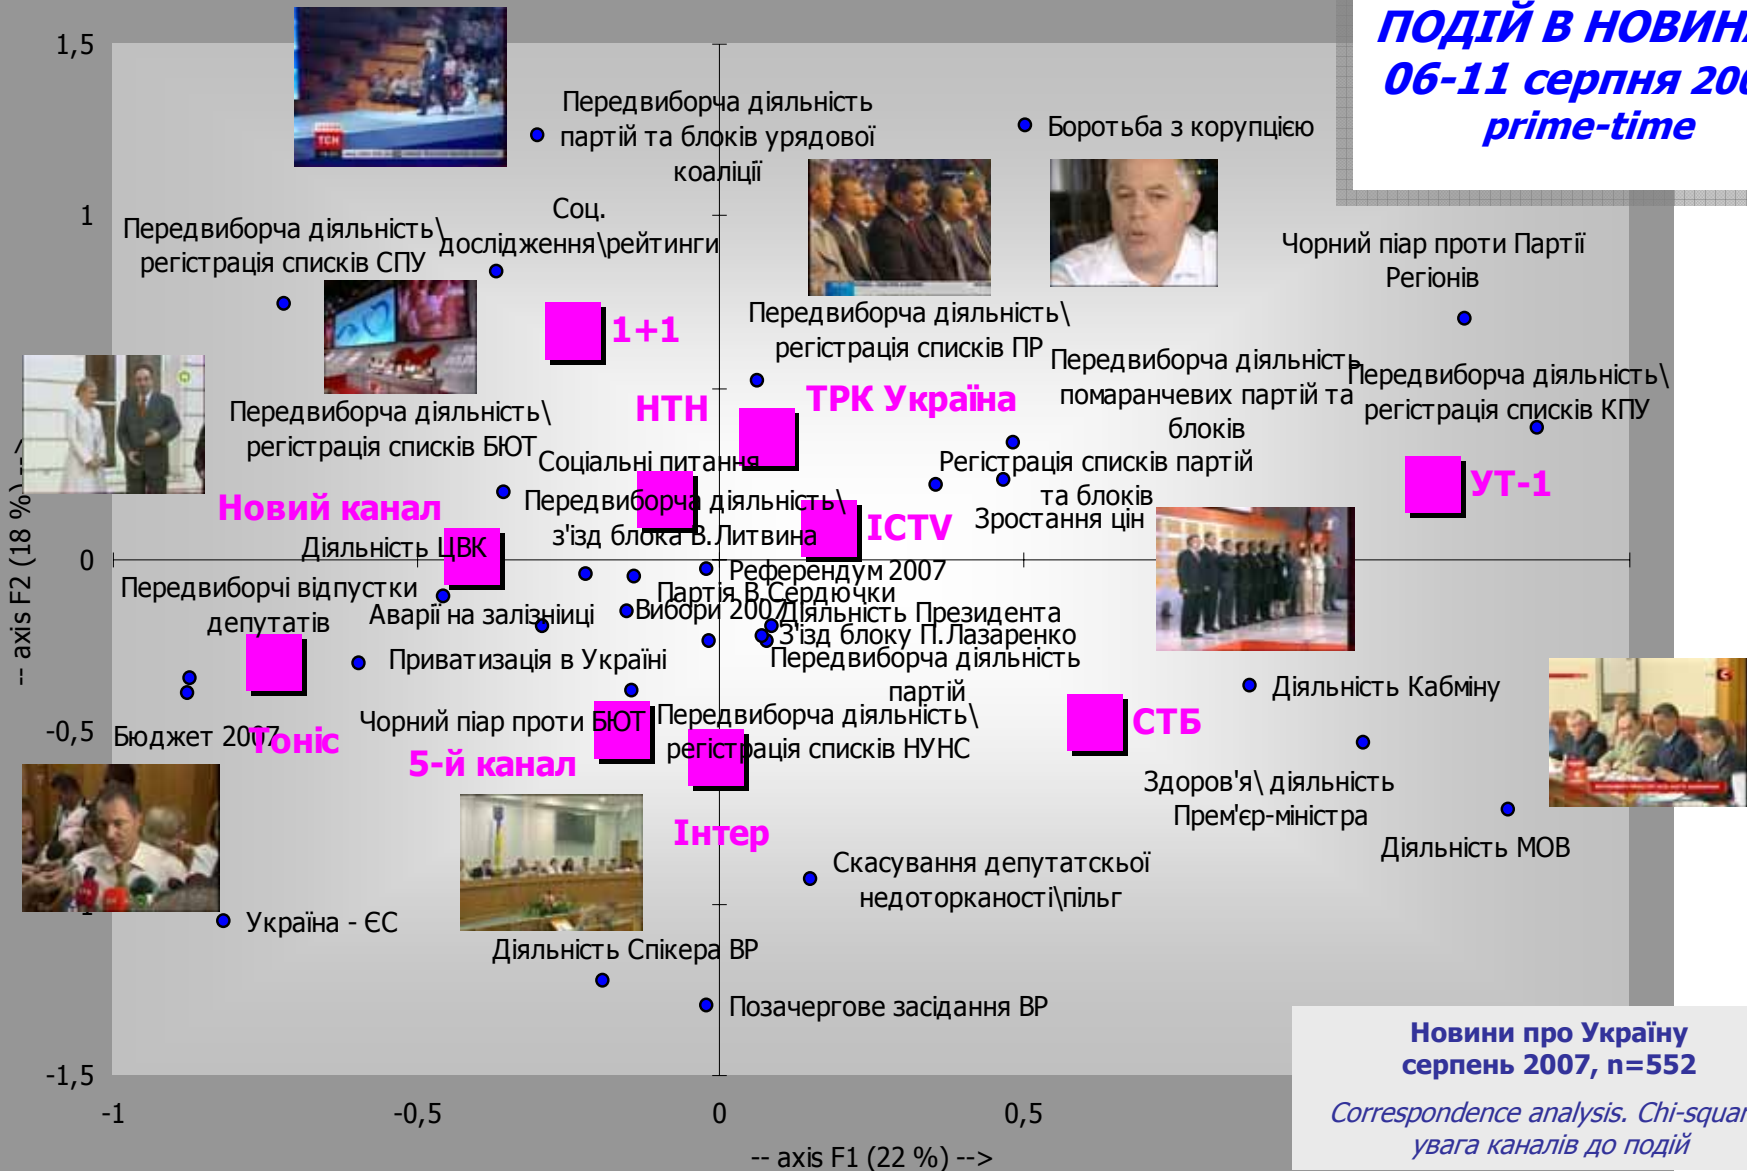 ПОДІЙ В НОВИНА
06-11 серпня 200
prime-time
1,5
Передвиборча діяльність
партій та блоків урядової
коаліції
Боротьба з корупцією
ТСН
1
Соц.
дослідження\рейтинги
Передвиборча діяльність\
регістрація списків СПУ
Чорний піар проти Партії
Регіонів
1+1
Передвиборча діяльність\
регістрація списків ПР
Передвиборча діяльність
помаранчевих партій та
блоків
Передвиборча діяльність\
регістрація списків КПУ
НТН
ТРК Україна
Передвиборча діяльність\
регістрація списків БЮТ
Соціальні питання
Регістрація списків партій
та блоків
УТ-1
Новий канал
Передвиборча діяльність\
з'їзд блока В.Литвина
ICTV
Зростання цін
Діяльність ЦВК
0
-- axis F2 (18 %) -->
Референдум 2007
Передвиборчі відпустки
депутатів
Партія В.Сердючки
Аварії на залізниіці
Вибори 2007
Діяльність Президента
З'їзд блоку П.Лазаренко
Приватизація в Україні
Передвиборча діяльність
партій
Діяльність Кабміну
-0,5
Бюджет 2007
Тоніс
Чорний піар проти БЮТ
Передвиборча діяльність\
регістрація списків НУНС
СТБ
5-й канал
Здоров'я\ діяльність
Прем'єр-міністра
Інтер
Діяльність МОВ
Скасування депутатскьої
недоторканості\пільг
-1
Україна - ЄС
Діяльність Спікера ВР
Позачергове засідання ВР
Новини про Україну
серпень 2007, n=552
Correspondence analysis. Chi-squar
увага каналів до подій
-1,5
-1
-0,5
0
0,5
-- axis F1 (22 %) -->